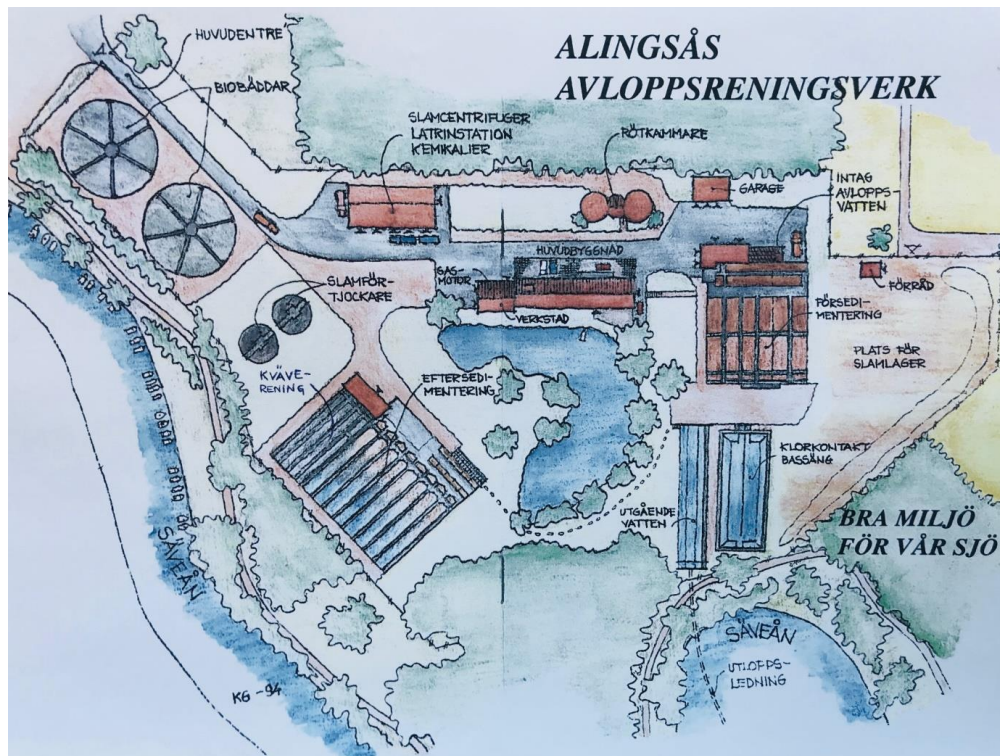 ALINGSÅS
AVLOPPSRENINGSVERK
HUVUDENTRÉ
BIOBÄDDAR
SLAMCENTRIFUGER
LATRINSTATION
KEMIKALIER
RÖTKAMMARE
GARAGE
INTAG
AVLOPPS-
VATTEN
HUVUDBYGGNAD
GAS-
MOTOR
VERKSTAD
FÖRRÅD
SLAMFÖR-
TJOCKARE
FÖRSEDI-
MENTERING
PLATS FÖR
SLAMLAGER
KVÄVE-
RENING
EFTERSEDI-
MENTERING
KLORKONTAKT
BASSÄNG
UTGÅENDE
VATTEN
BRA MILJÖ
FÖR VÅR SJÖ
SÄVEÅN
SÄVEÅN
UTLOPPS-
LEDNING
KG -94